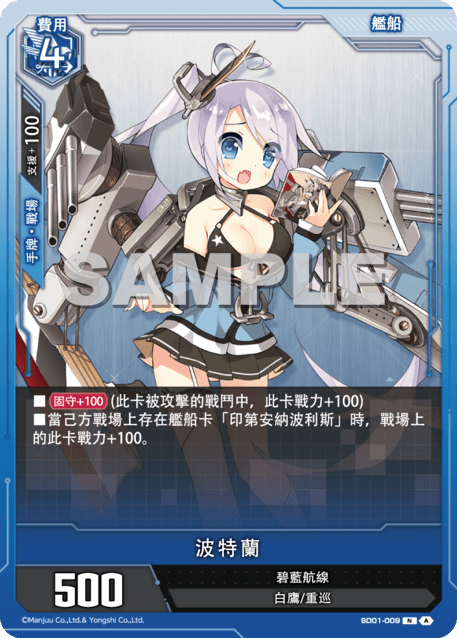 費用
4
艦船
支援+100
手牌・戰場
SAMPLE
■固守+100 (此卡被攻擊的戰鬥中，此卡戰力+100)
■當己方戰場上存在艦船卡「印第安納波利斯」時，戰場上
的此卡戰力+100。
波特蘭
500
碧藍航線
白鷹/重巡
©Manjuu Co.,Ltd.& Yongshi Co.,Ltd.
SD01-009 N A